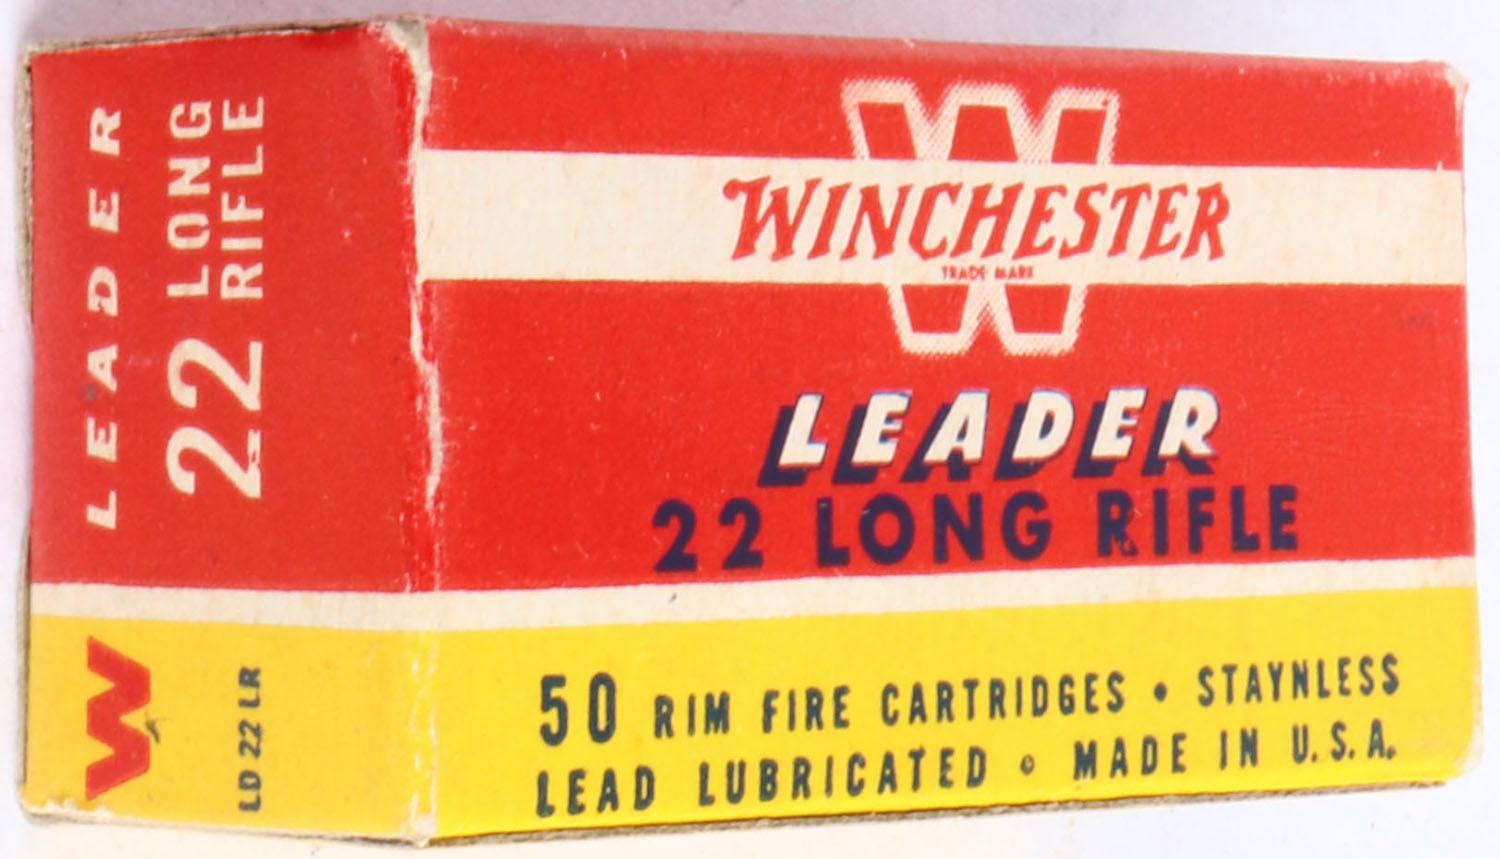 LEADER
22 LONG
RIFLE
W
LD 22 LR
W
WINCHESTER
TRADE MARK
LEADER
22 LONG RIFLE
50 RIM FIRE CARTRIDGES • STAYNLESS
LEAD LUBRICATED • MADE IN U.S.A.